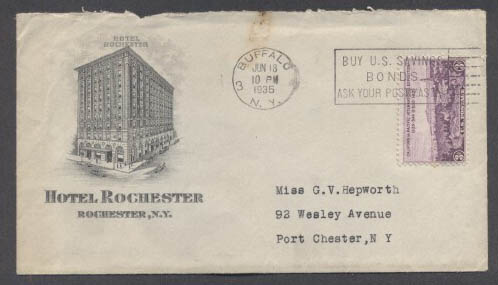 HOTEL
ROCHESTER
HOTEL ROCHESTER
ROCHESTER, N.Y.
BUFFALO
JUN 18
10 PM
1935
N. Y.
3
BUY U.S. SAVINGS
BONDS
ASK YOUR POSTMASTER
Miss G.V.Hepworth
92 Wesley Avenue
Port Chester,N Y